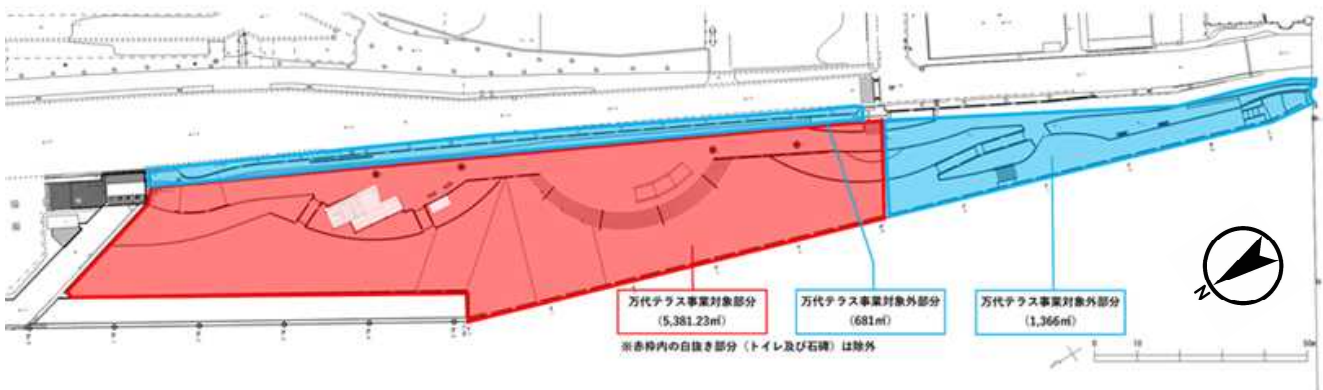 万代テラス事業対象部分
(5,381.23㎡)
万代テラス事業対象外部分
(681㎡)
万代テラス事業対象外部分
(1,366㎡)
※赤枠内の白抜き部分（トイレ及び石碑）は除外
N
0
10
50m